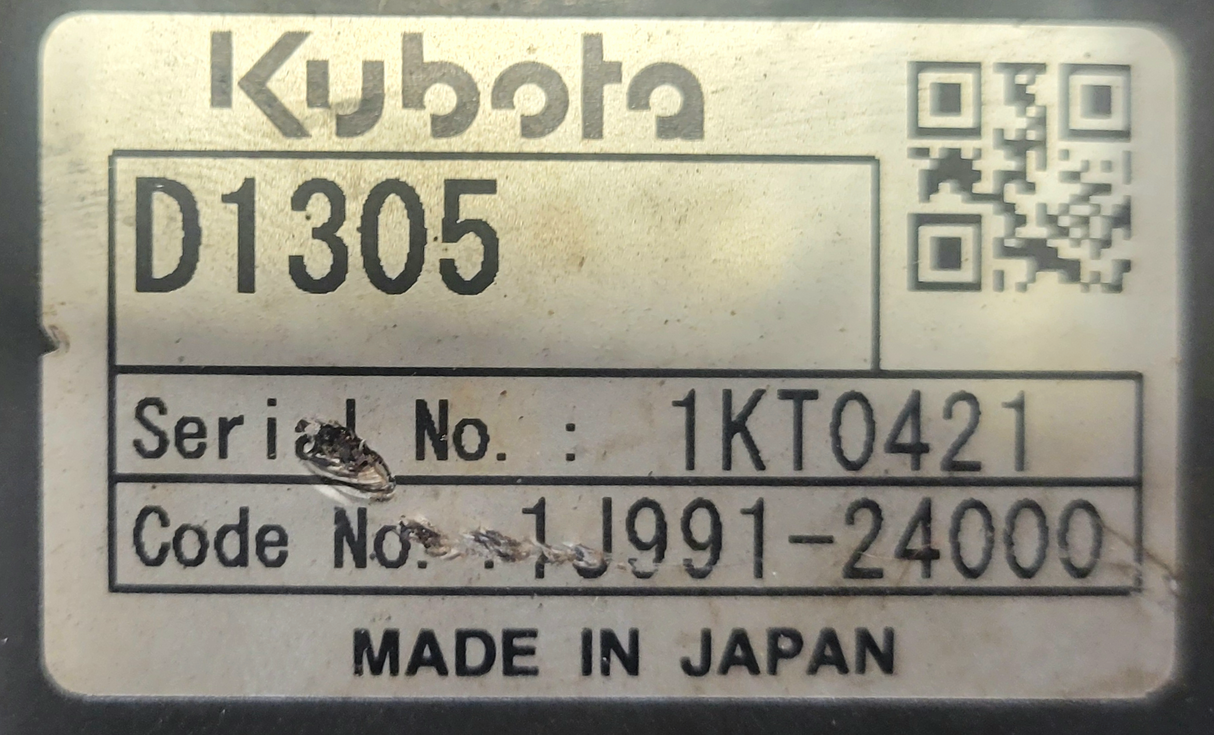 Kubota
D1305
Serial No. : 1KT0421
Code No. : 1J991-24000
MADE IN JAPAN